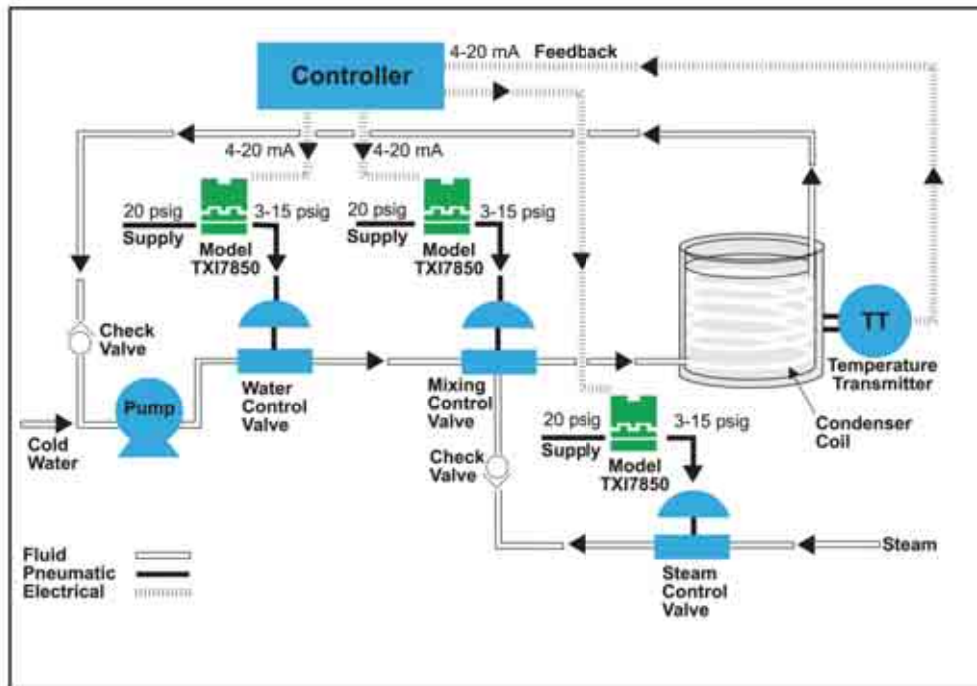 4-20 mA Feedback
Controller
4-20 mA
4-20 mA
20 psig
Supply
3-15 psig
Model
TXI7850
20 psig
Supply
3-15 psig
Model
TXI7850
Check
Valve
Pump
Cold
Water
Water
Control
Valve
Mixing
Control
Valve
TT
Temperature
Transmitter
Condenser
Coil
20 psig
Supply
3-15 psig
Model
TXI7850
Check
Valve
Steam
Steam
Control
Valve
Fluid
Pneumatic
Electrical